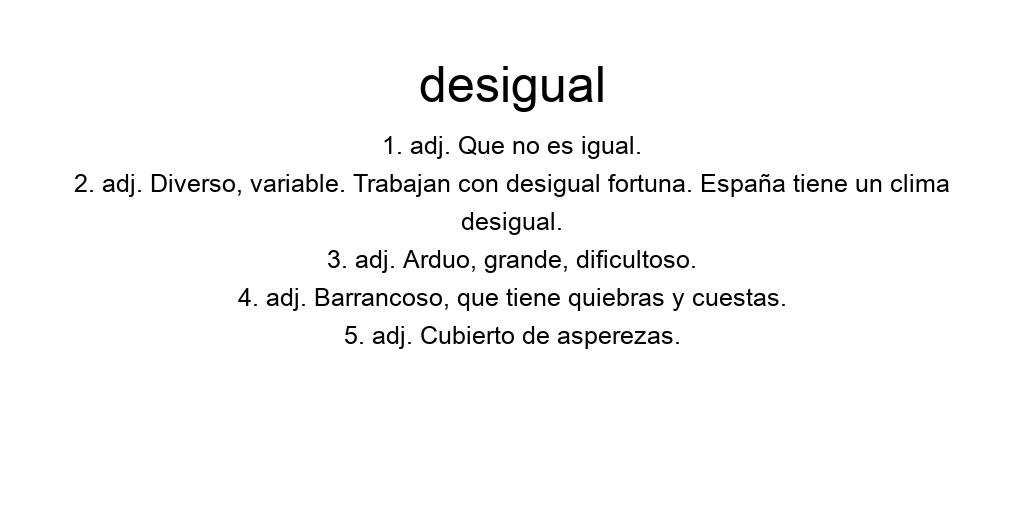 desigual
1. adj. Que no es igual.
2. adj. Diverso, variable. Trabajan con desigual fortuna. España tiene un clima
desigual.
3. adj. Arduo, grande, dificultoso.
4. adj. Barrancoso, que tiene quiebras y cuestas.
5. adj. Cubierto de asperezas.